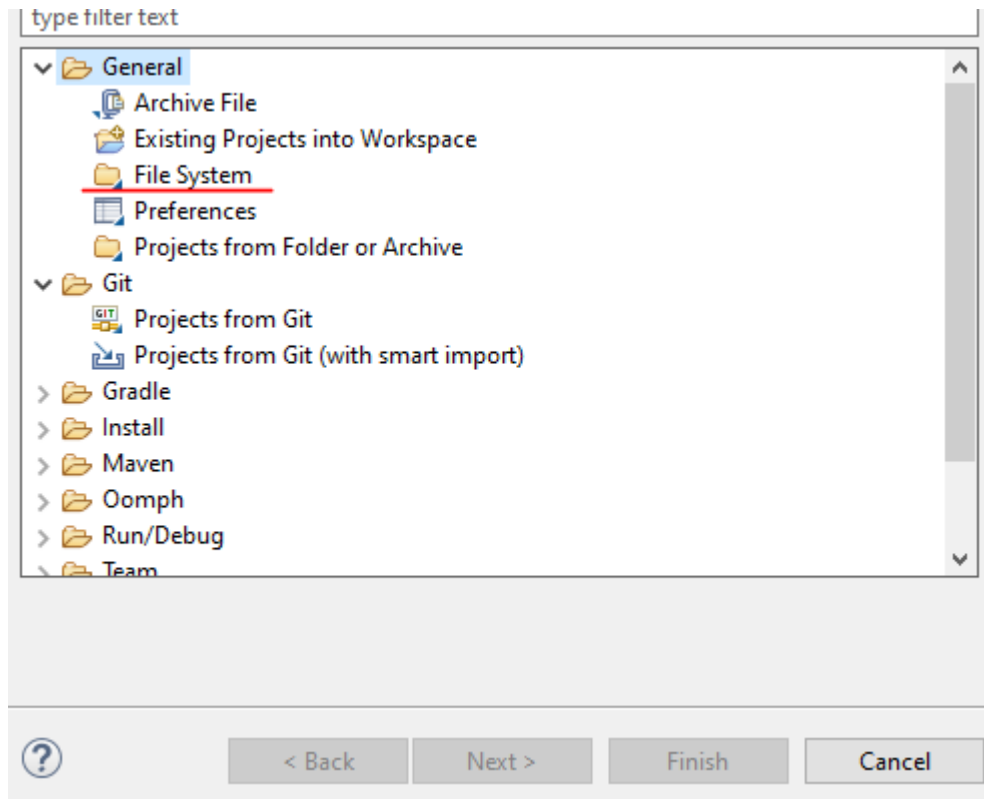 type filter text
General
Archive File
Existing Projects into Workspace
File System
Preferences
Projects from Folder or Archive
Git
GIT
Projects from Git
Projects from Git (with smart import)
Gradle
Install
Maven
Oomph
Run/Debug
Team
?
< Back
Next >
Finish
Cancel